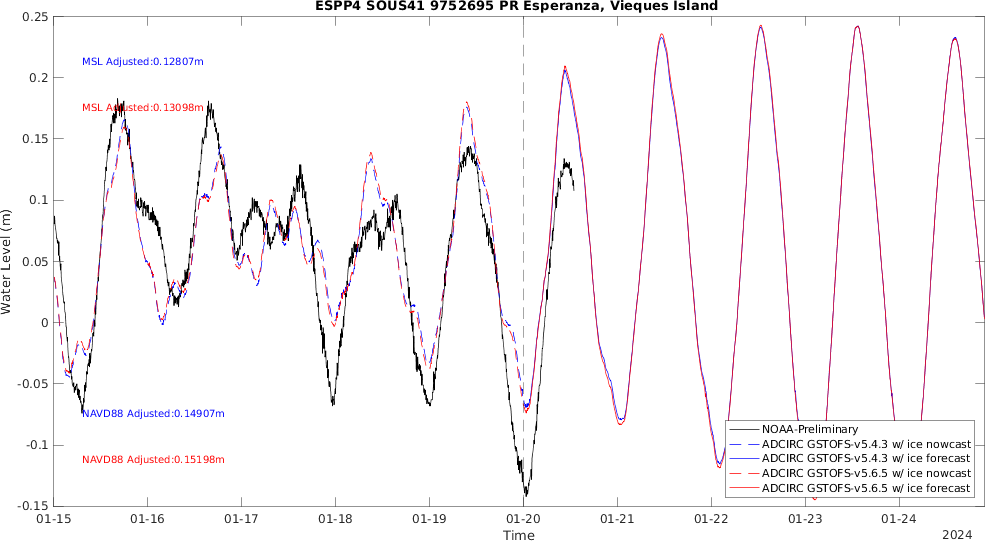 ESPP4 SOUS41 9752695 PR Esperanza, Vieques Island
0.25
0.2
0.15
0.1
0.05
0
-0.05
-0.1
-0.15
Water Level (m)
MSL Adjusted:0.12807m
MSL Adjusted:0.13098m
NAVD88 Adjusted:0.14907m
NAVD88 Adjusted:0.15198m
NOAA-Preliminary
ADCIRC GSTOFS-v5.4.3 w/ ice nowcast
ADCIRC GSTOFS-v5.4.3 w/ ice forecast
ADCIRC GSTOFS-v5.6.5 w/ ice nowcast
ADCIRC GSTOFS-v5.6.5 w/ ice forecast
01-15 01-16 01-17 01-18 01-19 01-20 01-21 01-22 01-23 01-24
Time
2024